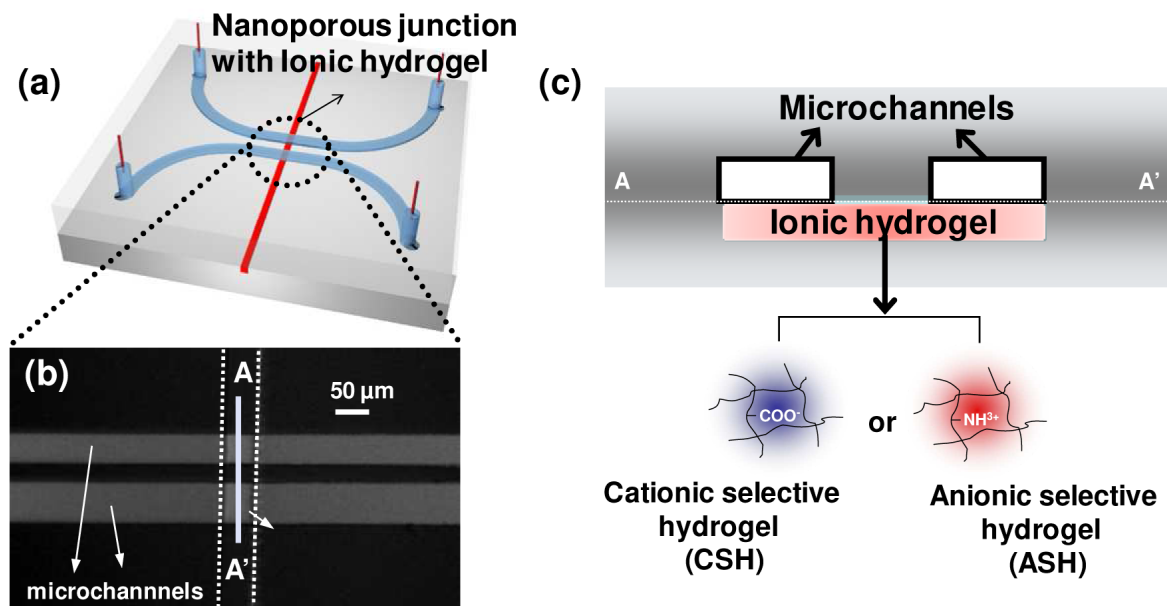 (a)
Nanoporous junction
with Ionic hydrogel
(b)
A
50 µm
A'
microchannnels
(c)
Microchannels
A
A'
Ionic hydrogel
COO⁻
or
NH³⁺
Cationic selective
hydrogel
(CSH)
Anionic selective
hydrogel
(ASH)